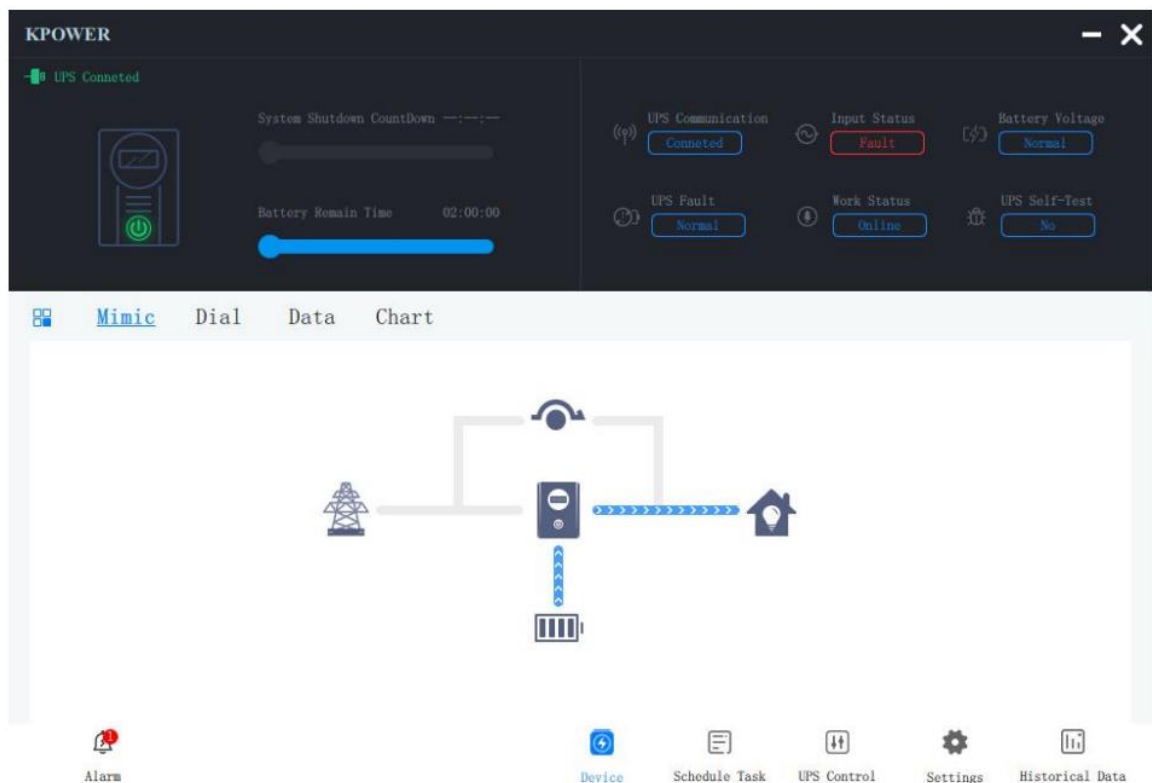 KPOWER
UPS Conneted
System Shutdown CountDown --:--:--
Battery Remain Time 02:00:00
UPS Communication
Conneted
Input Status
Fault
Battery Voltage
Normal
UPS Fault
Normal
Work Status
Online
UPS Self-Test
No
Mimic Dial Data Chart
1
Alarm Device Schedule Task UPS Control Settings Historical Data